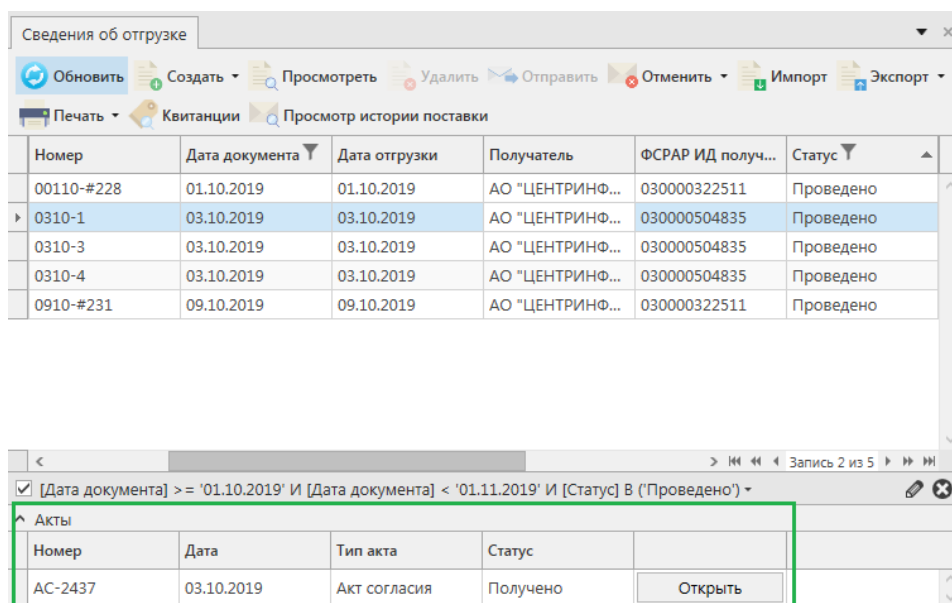 Сведения об отгрузке
Обновить Создать Просмотреть Удалить Отправить Отменить Импорт Экспорт
Печать Квитанции Просмотр истории поставки
Номер Дата документа Дата отгрузки Получатель ФСРАР ИД получ... Статус
00110-#228 01.10.2019 01.10.2019 АО "ЦЕНТРИНФ... 030000322511 Проведено
0310-1 03.10.2019 03.10.2019 АО "ЦЕНТРИНФ... 030000504835 Проведено
0310-3 03.10.2019 03.10.2019 АО "ЦЕНТРИНФ... 030000504835 Проведено
0310-4 03.10.2019 03.10.2019 АО "ЦЕНТРИНФ... 030000504835 Проведено
0910-#231 09.10.2019 09.10.2019 АО "ЦЕНТРИНФ... 030000322511 Проведено
Запись 2 из 5
[Дата документа] >= '01.10.2019' И [Дата документа] < '01.11.2019' И [Статус] В ('Проведено')
Акты
Номер Дата Тип акта Статус
АС-2437 03.10.2019 Акт согласия Получено Открыть